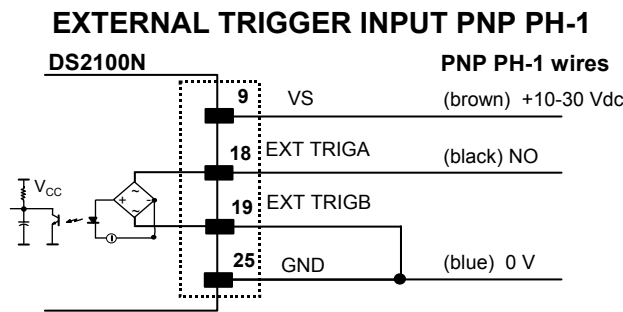 EXTERNAL TRIGGER INPUT PNP PH-1
DS2100N PNP PH-1 wires
9 VS (brown) +10-30 Vdc
18 EXT TRIGA (black) NO
VCC
+ ~ ~ -
19 EXT TRIGB
25 GND (blue) 0 V